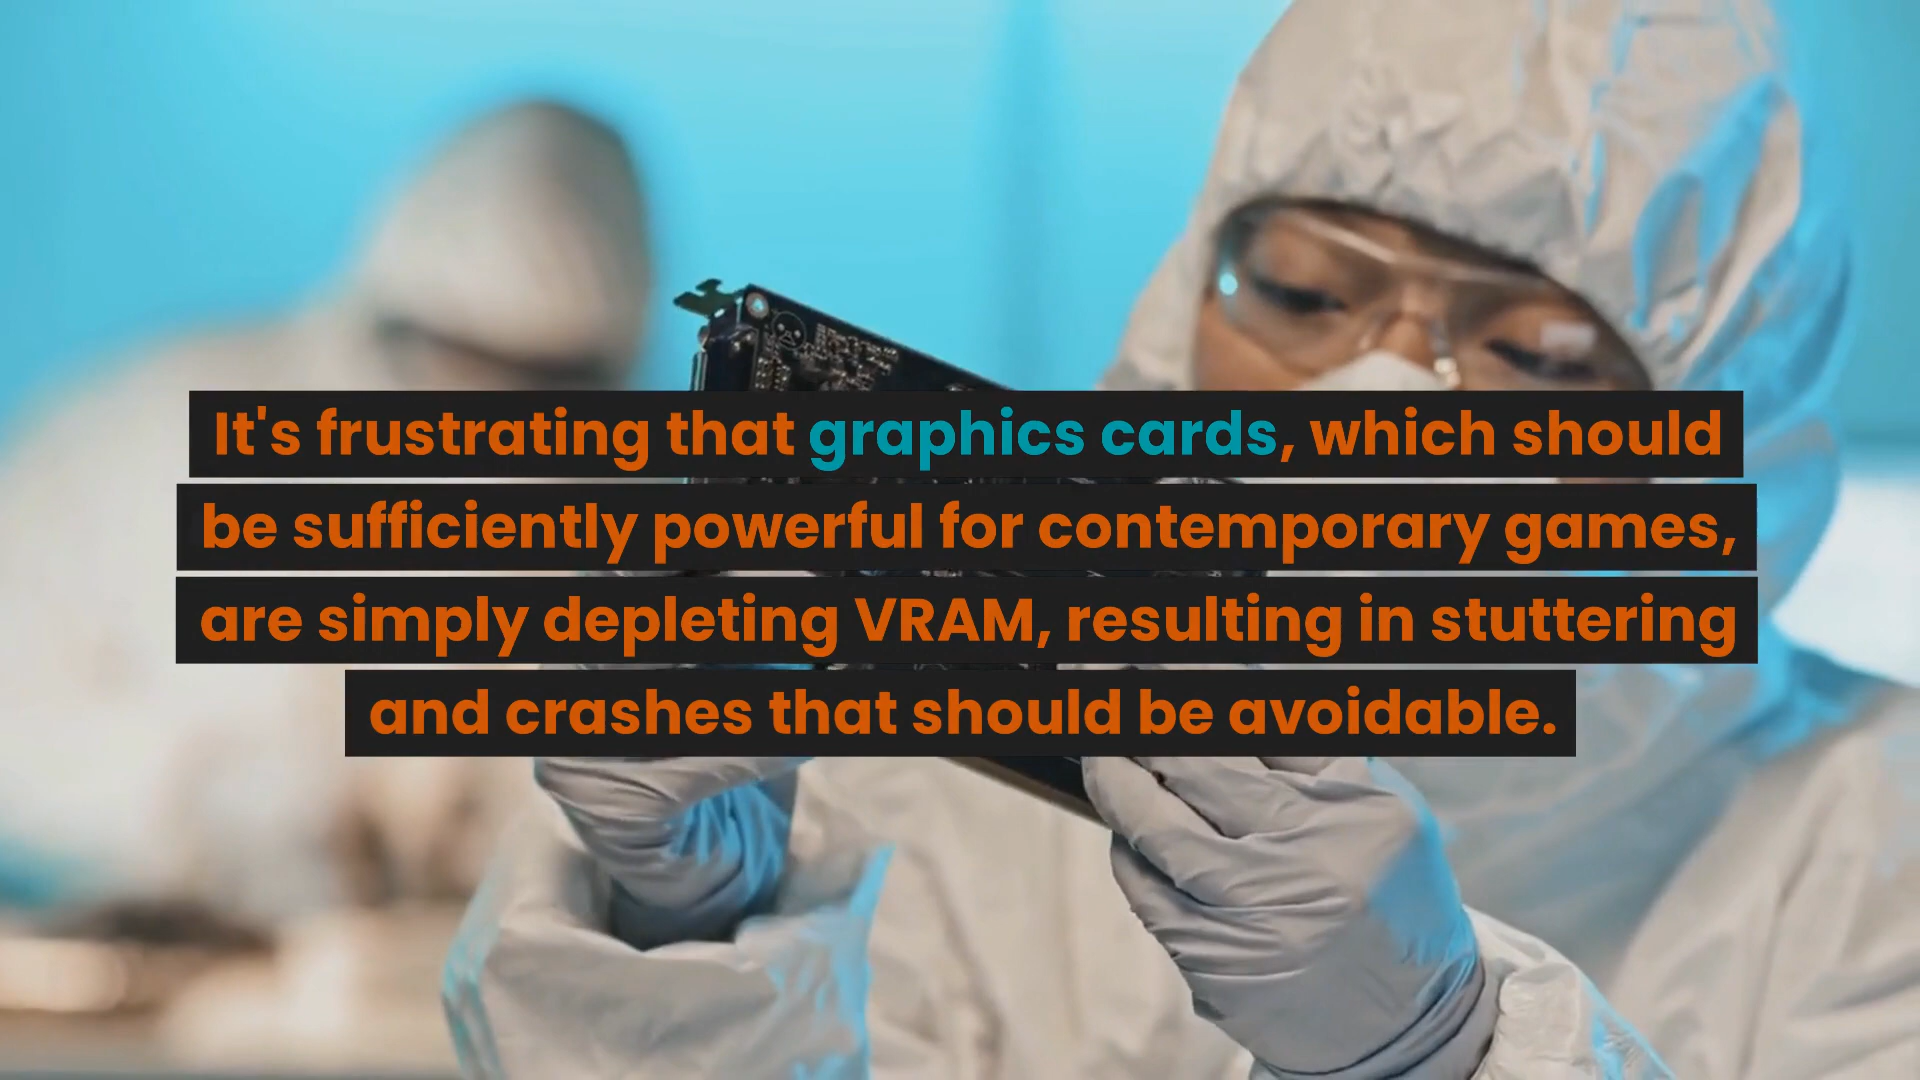 It's frustrating that graphics cards, which should
be sufficiently powerful for contemporary games,
are simply depleting VRAM, resulting in stuttering
and crashes that should be avoidable.